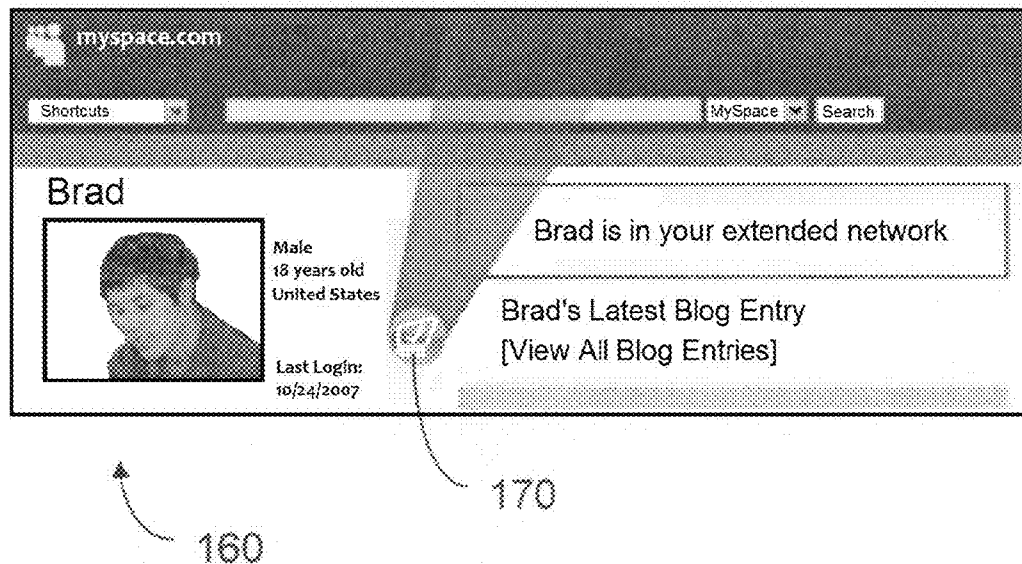 myspace.com
Shortcuts
MySpace
Search
Brad
Male
18 years old
United States
Last Login:
10/24/2007
Brad is in your extended network
Brad's Latest Blog Entry
[View All Blog Entries]
170
160